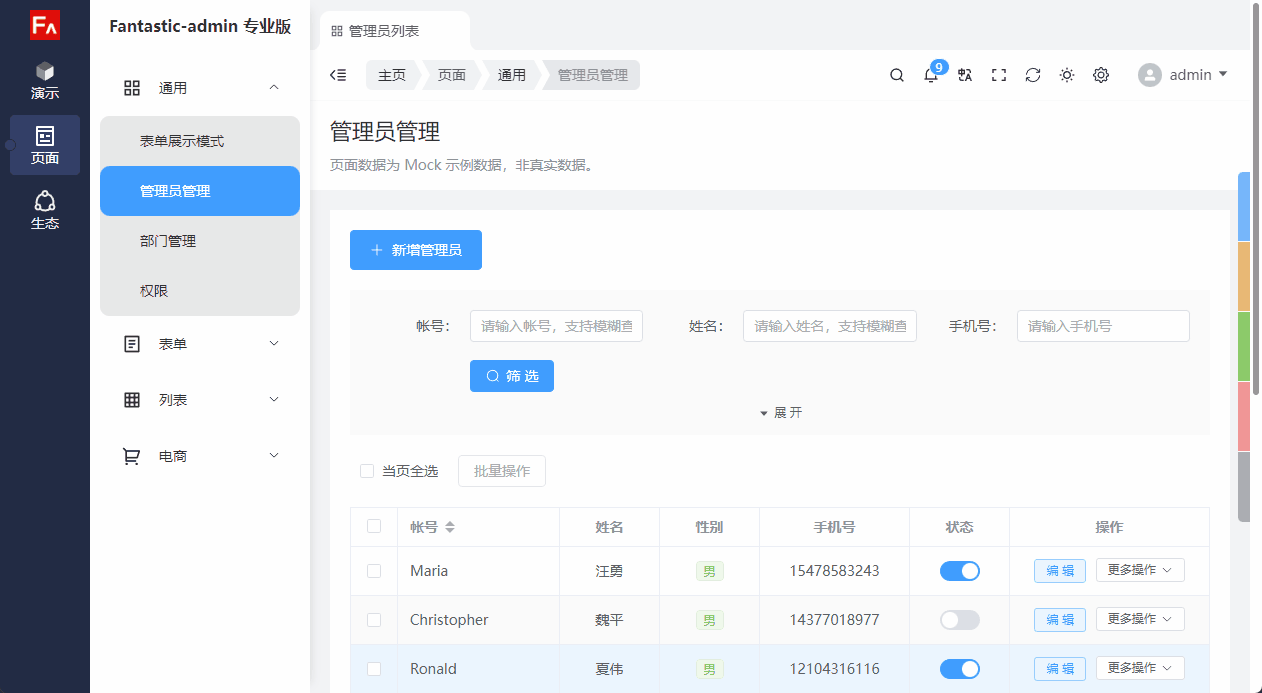 FA
Fantastic-admin 专业版
演示
页面
生态
通用
表单展示模式
管理员管理
部门管理
权限
表单
列表
电商
管理员列表
主页 页面 通用 管理员管理
9
admin
管理员管理
页面数据为 Mock 示例数据，非真实数据。
新增管理员
帐号： 请输入帐号，支持模糊查 姓名： 请输入姓名，支持模糊查 手机号： 请输入手机号
筛 选
展 开
当页全选 批量操作
帐号 姓名 性别 手机号 状态 操作
Maria 汪勇 男 15478583243 编 辑 更多操作
Christopher 魏平 男 14377018977 编 辑 更多操作
Ronald 夏伟 男 12104316116 编 辑 更多操作